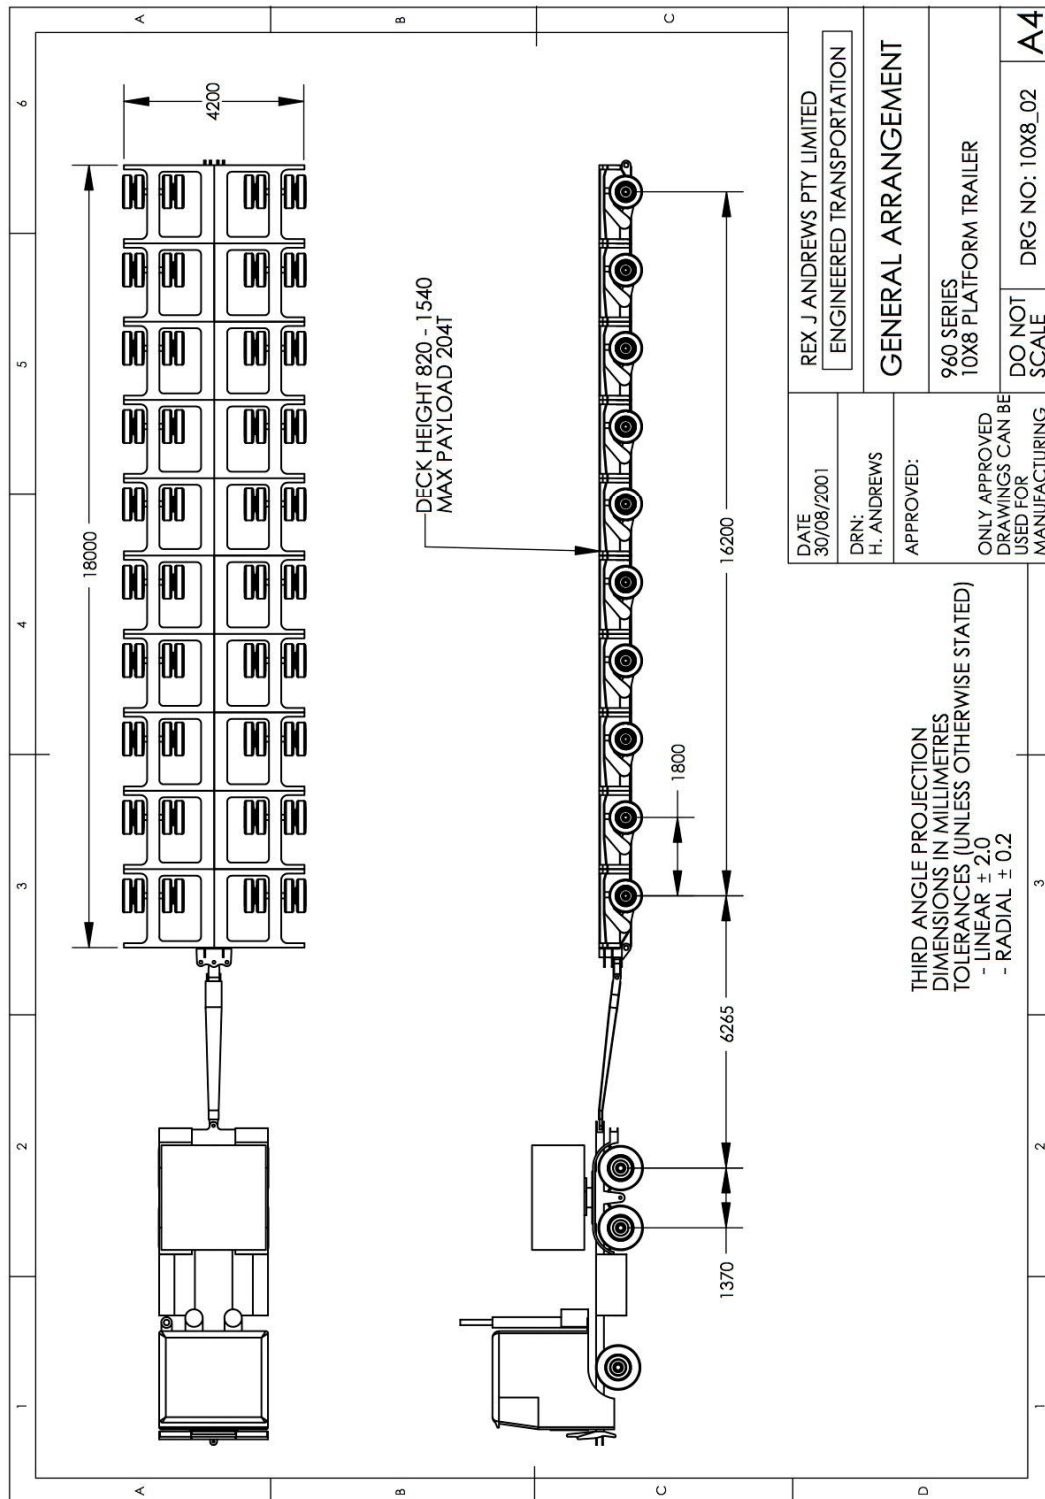 1
2
3
4
5
6
A
B
C
A
B
C
D
1
2
3
18000
4200
DECK HEIGHT 820 - 1540
MAX PAYLOAD 204T
1370
6265
1800
16200
THIRD ANGLE PROJECTION
DIMENSIONS IN MILLIMETRES
TOLERANCES (UNLESS OTHERWISE STATED)
- LINEAR ± 2.0
- RADIAL ± 0.2
DATE
30/08/2001
DRN:
H. ANDREWS
APPROVED:
ONLY APPROVED
DRAWINGS CAN BE
USED FOR
MANUFACTURING
REX J ANDREWS PTY LIMITED
ENGINEERED TRANSPORTATION
GENERAL ARRANGEMENT
960 SERIES
10X8 PLATFORM TRAILER
DO NOT
SCALE
DRG NO: 10X8_02
A4